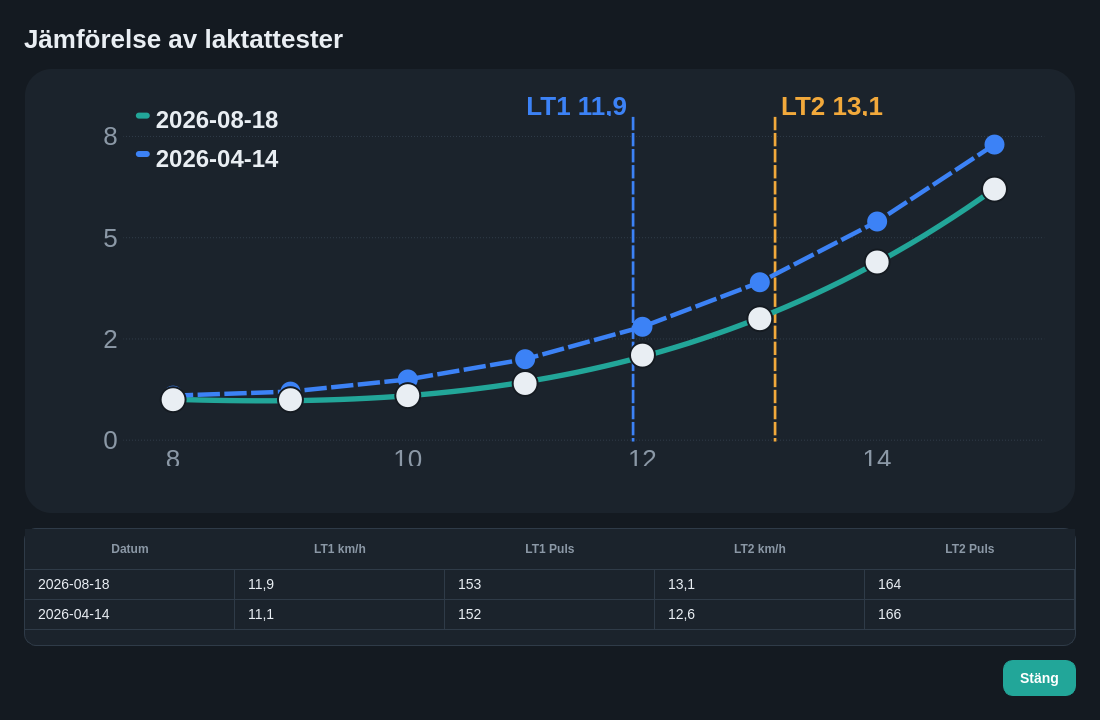 Jämförelse av laktattester
LT1 11.9
LT2 13.1
2026-08-18
2026-04-14
8
5
2
0
8
10
12
14
Datum
LT1 km/h
LT1 Puls
LT2 km/h
LT2 Puls
2026-08-18
11,9
153
13,1
164
2026-04-14
11,1
152
12,6
166
Stäng